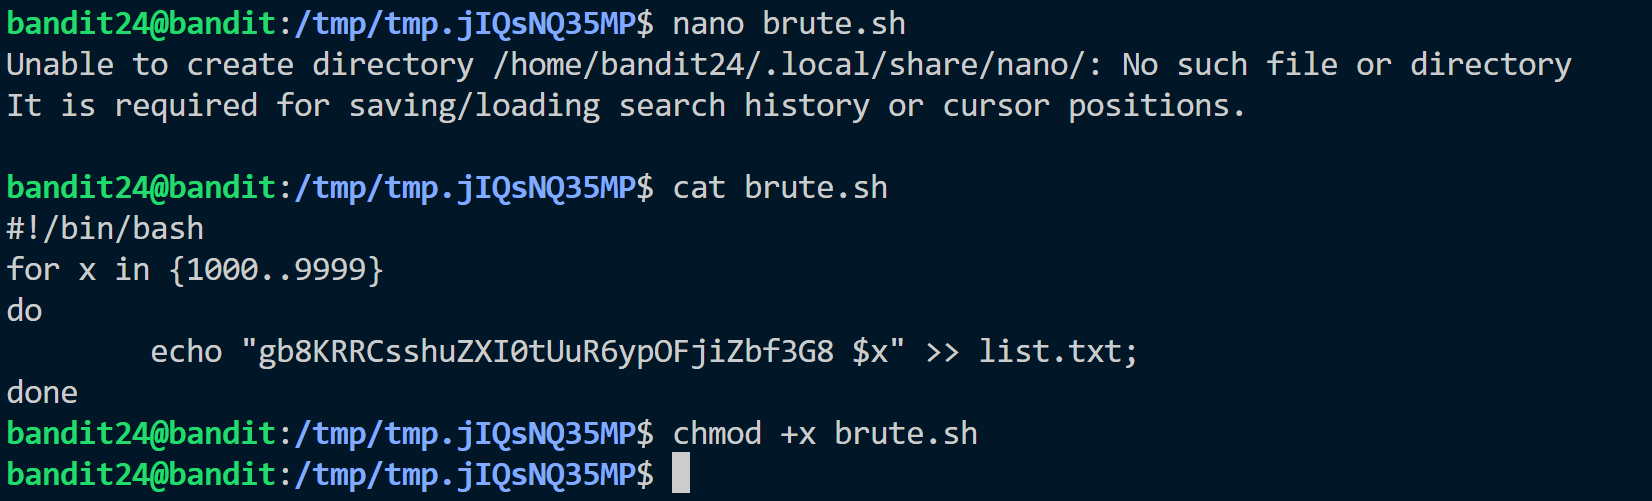 bandit24@bandit:/tmp/tmp.jIQsNQ35MP$ nano brute.sh
Unable to create directory /home/bandit24/.local/share/nano/: No such file or directory
It is required for saving/loading search history or cursor positions.
bandit24@bandit:/tmp/tmp.jIQsNQ35MP$ cat brute.sh
#!/bin/bash
for x in {1000..9999}
do
        echo "gb8KRRCsshuZXI0tUuR6ypOFjiZbf3G8 $x" >> list.txt;
done
bandit24@bandit:/tmp/tmp.jIQsNQ35MP$ chmod +x brute.sh
bandit24@bandit:/tmp/tmp.jIQsNQ35MP$